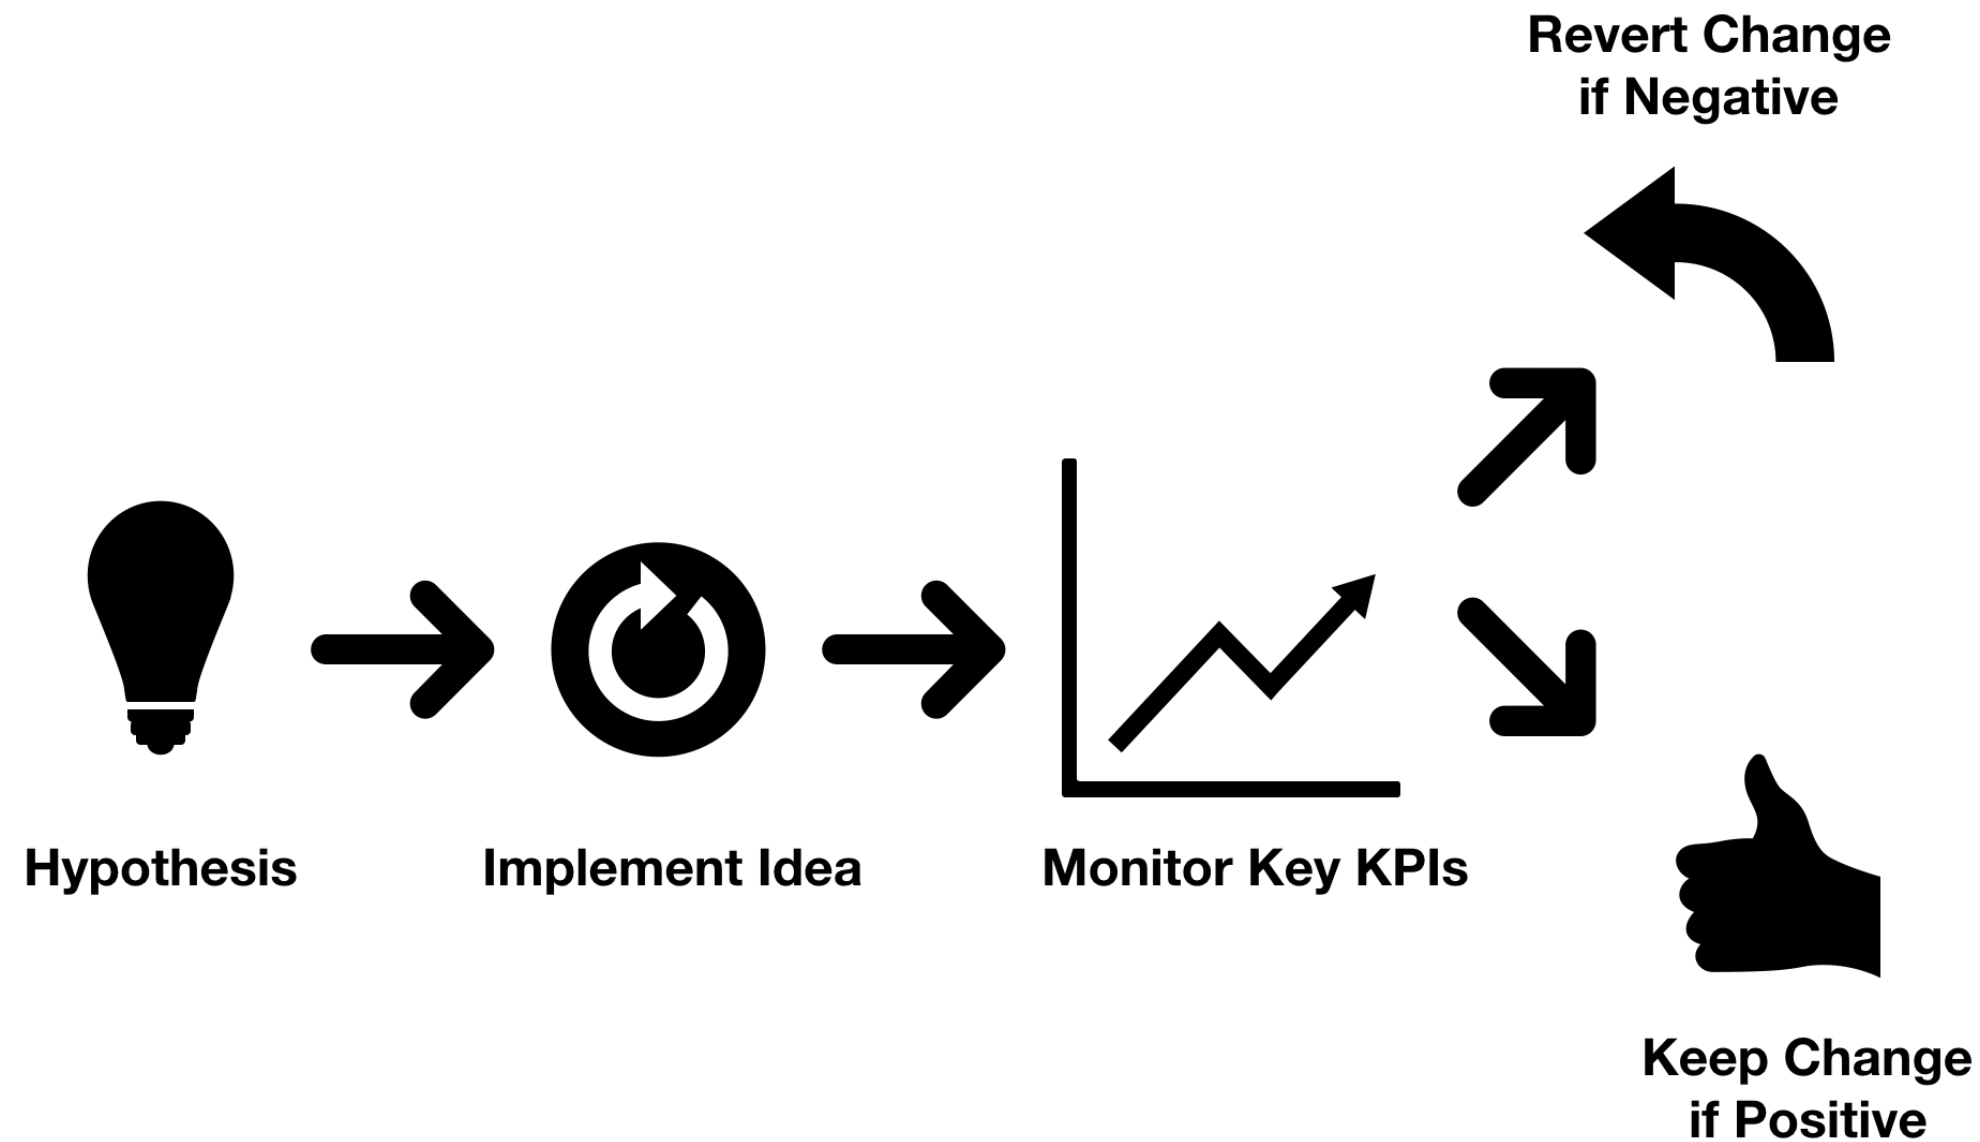 Revert Change
if Negative
Hypothesis
Implement Idea
Monitor Key KPIs
Keep Change
if Positive